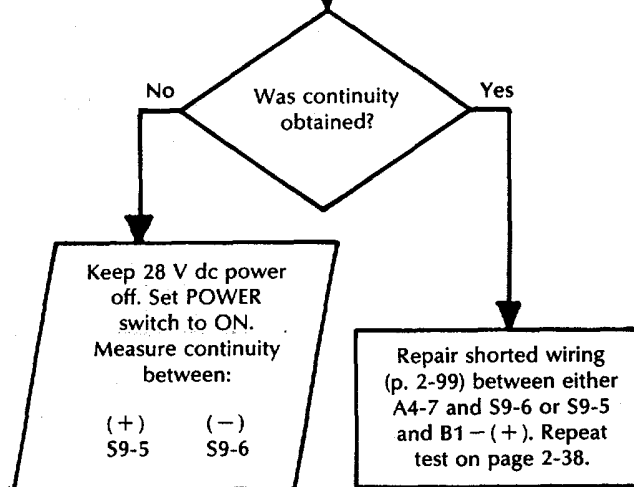 No
Yes
Was continuity
obtained?
Keep 28 V dc power
off. Set POWER
switch to ON.
Measure continuity
between:
(+) (−)
S9-5 S9-6
Repair shorted wiring
(p. 2-99) between either
A4-7 and S9-6 or S9-5
and B1−(+). Repeat
test on page 2-38.